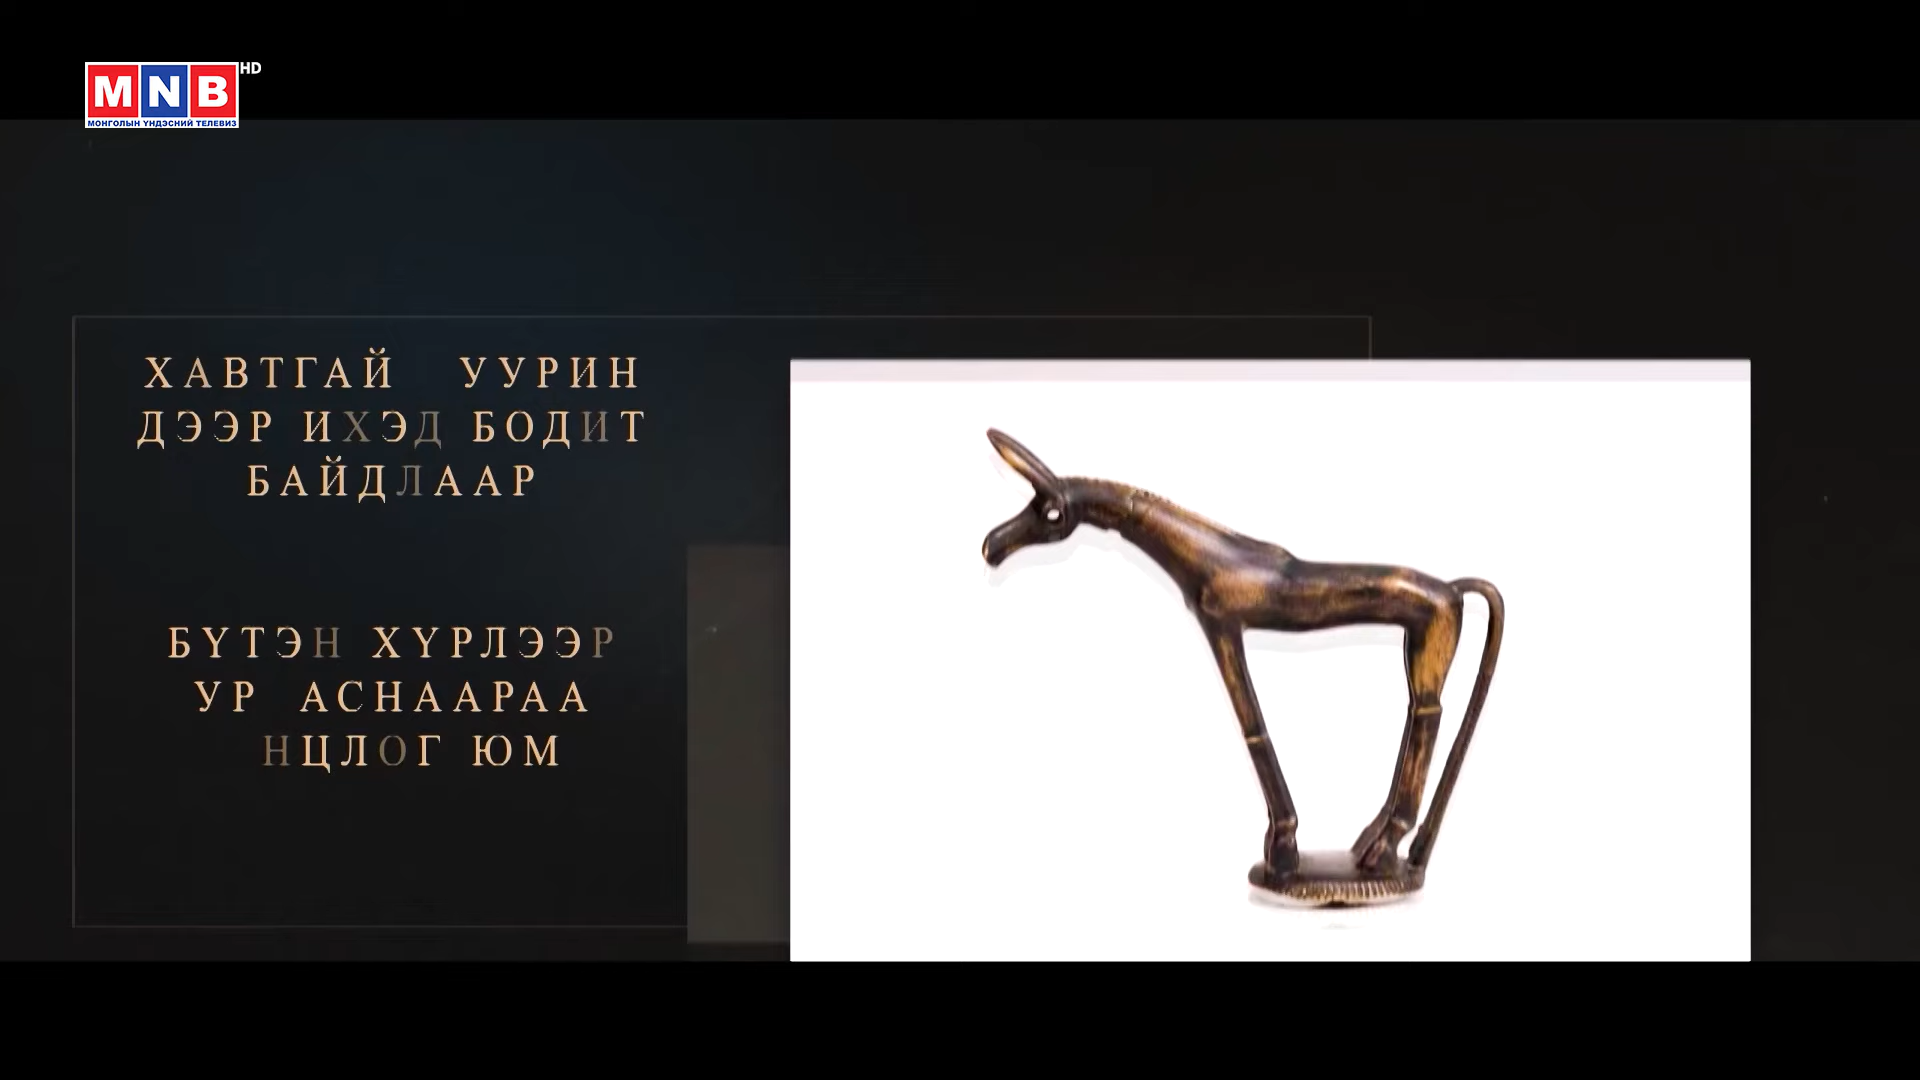 MNB HD
МОНГОЛЫН ҮНДЭСНИЙ ТЕЛЕВИЗ
ХАВТГАЙ УУРИН
ДЭЭР ИХЭД БОДИТ
БАЙДЛААР
БҮТЭН ХҮРЛЭЭР
УР АСНААРАА
НЦЛОГ ЮМ